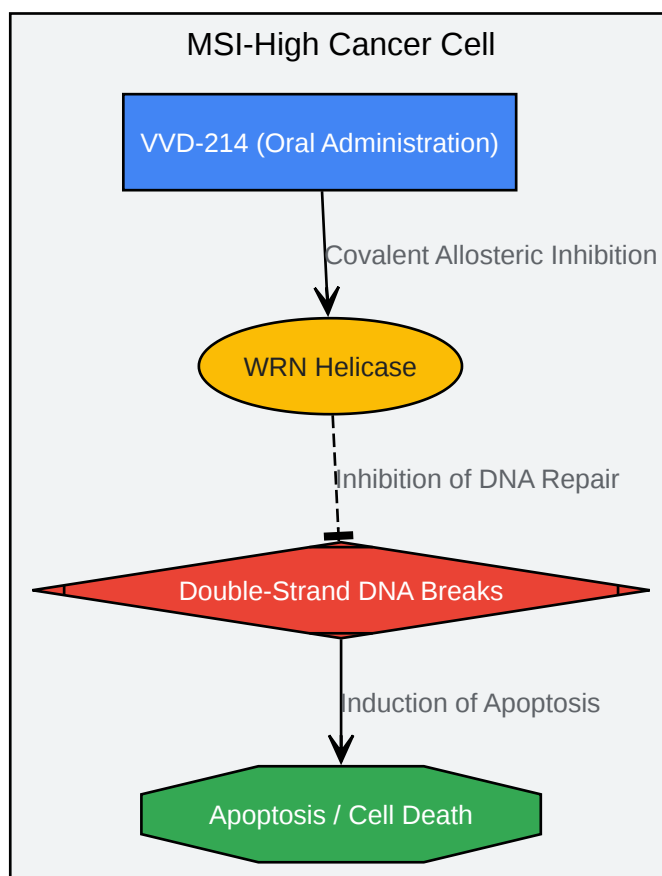 MSI-High Cancer Cell
VVD-214 (Oral Administration)
Covalent Allosteric Inhibition
WRN Helicase
Inhibition of DNA Repair
Double-Strand DNA Breaks
Induction of Apoptosis
Apoptosis / Cell Death